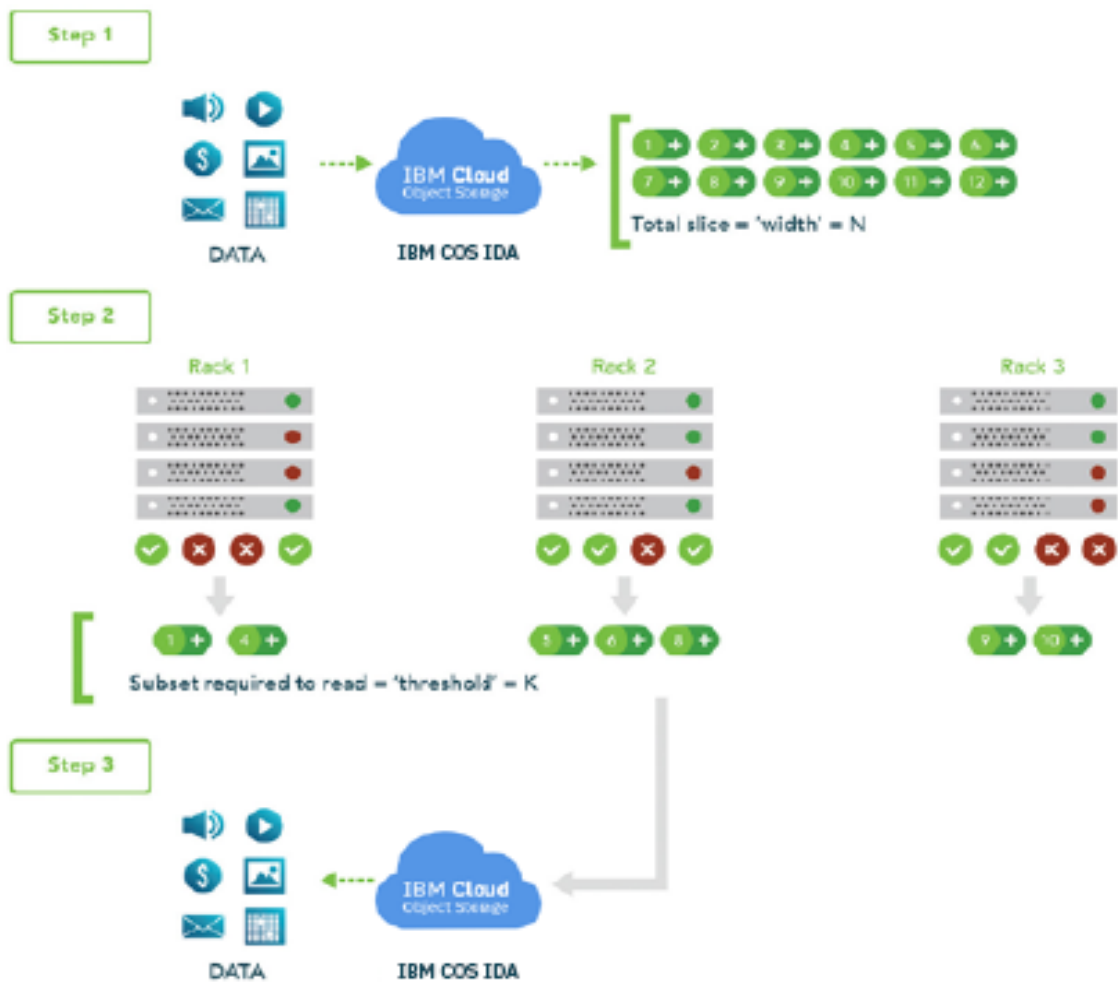 Step 1
IBM Cloud
Object Storage
1 + 2 + 3 + 4 + 5 + 6 +
7 + 8 + 9 + 10 + 11 + 12 +
Total slice = 'width' = N
DATA
IBM COS IDA
Step 2
Rack 1
Rack 2
Rack 3
1 + 4 +
5 + 6 + 8 +
9 + 10 +
Subset required to read = 'threshold' = K
Step 3
$
IBM Cloud
Object Storage
DATA
IBM COS IDA